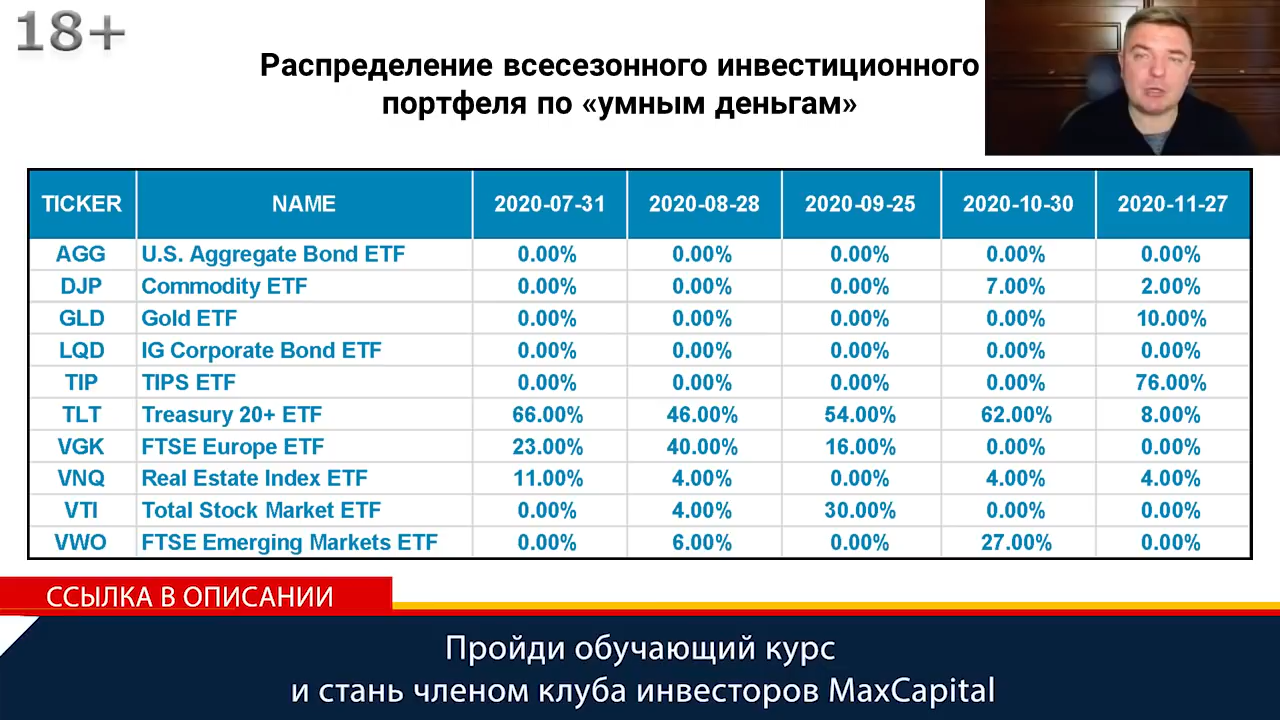 18+
Распределение всесезонного инвестиционного
портфеля по «умным деньгам»
TICKER NAME 2020-07-31 2020-08-28 2020-09-25 2020-10-30 2020-11-27
AGG U.S. Aggregate Bond ETF 0.00% 0.00% 0.00% 0.00% 0.00%
DJP Commodity ETF 0.00% 0.00% 0.00% 7.00% 2.00%
GLD Gold ETF 0.00% 0.00% 0.00% 0.00% 10.00%
LQD IG Corporate Bond ETF 0.00% 0.00% 0.00% 0.00% 0.00%
TIP TIPS ETF 0.00% 0.00% 0.00% 0.00% 76.00%
TLT Treasury 20+ ETF 66.00% 46.00% 54.00% 62.00% 8.00%
VGK FTSE Europe ETF 23.00% 40.00% 16.00% 0.00% 0.00%
VNQ Real Estate Index ETF 11.00% 4.00% 0.00% 4.00% 4.00%
VTI Total Stock Market ETF 0.00% 4.00% 30.00% 0.00% 0.00%
VWO FTSE Emerging Markets ETF 0.00% 6.00% 0.00% 27.00% 0.00%
ССЫЛКА В ОПИСАНИИ
Пройди обучающий курс
и стань членом клуба инвесторов MaxCapital